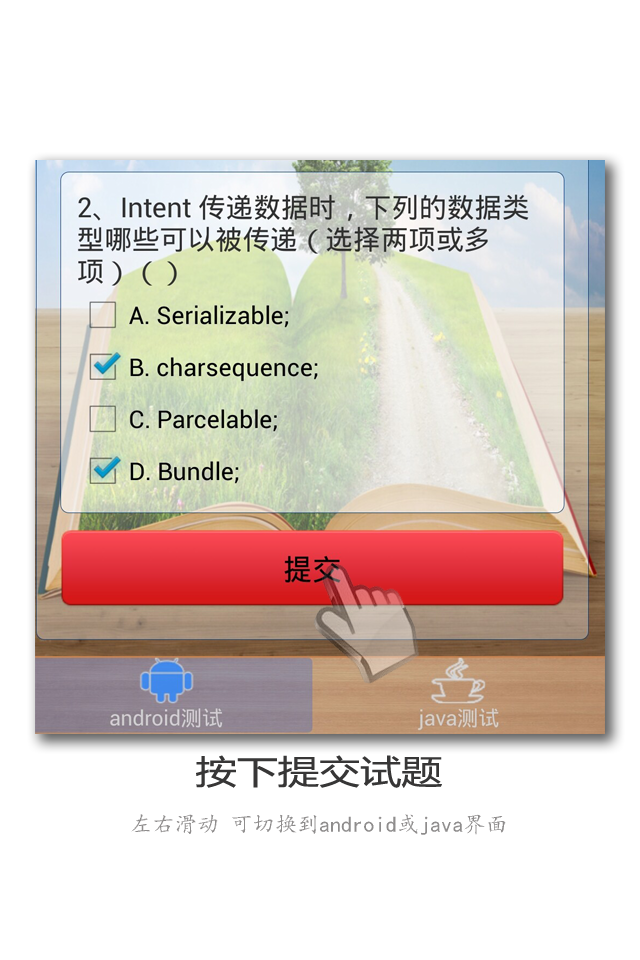 2、Intent 传递数据时，下列的数据类
型哪些可以被传递（选择两项或多
项）（ ）
A. Serializable;
B. charsequence;
C. Parcelable;
D. Bundle;
提交
android测试
java测试
按下提交试题
左右滑动 可切换到android或java界面